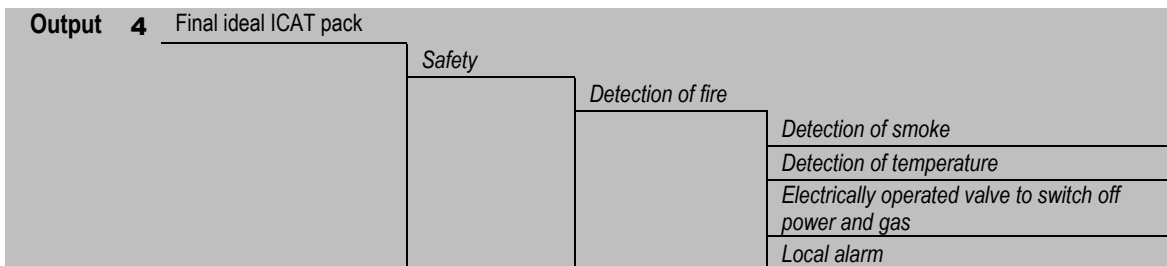 Output 4 Final ideal ICAT pack
Safety
Detection of fire
Detection of smoke
Detection of temperature
Electrically operated valve to switch off
power and gas
Local alarm